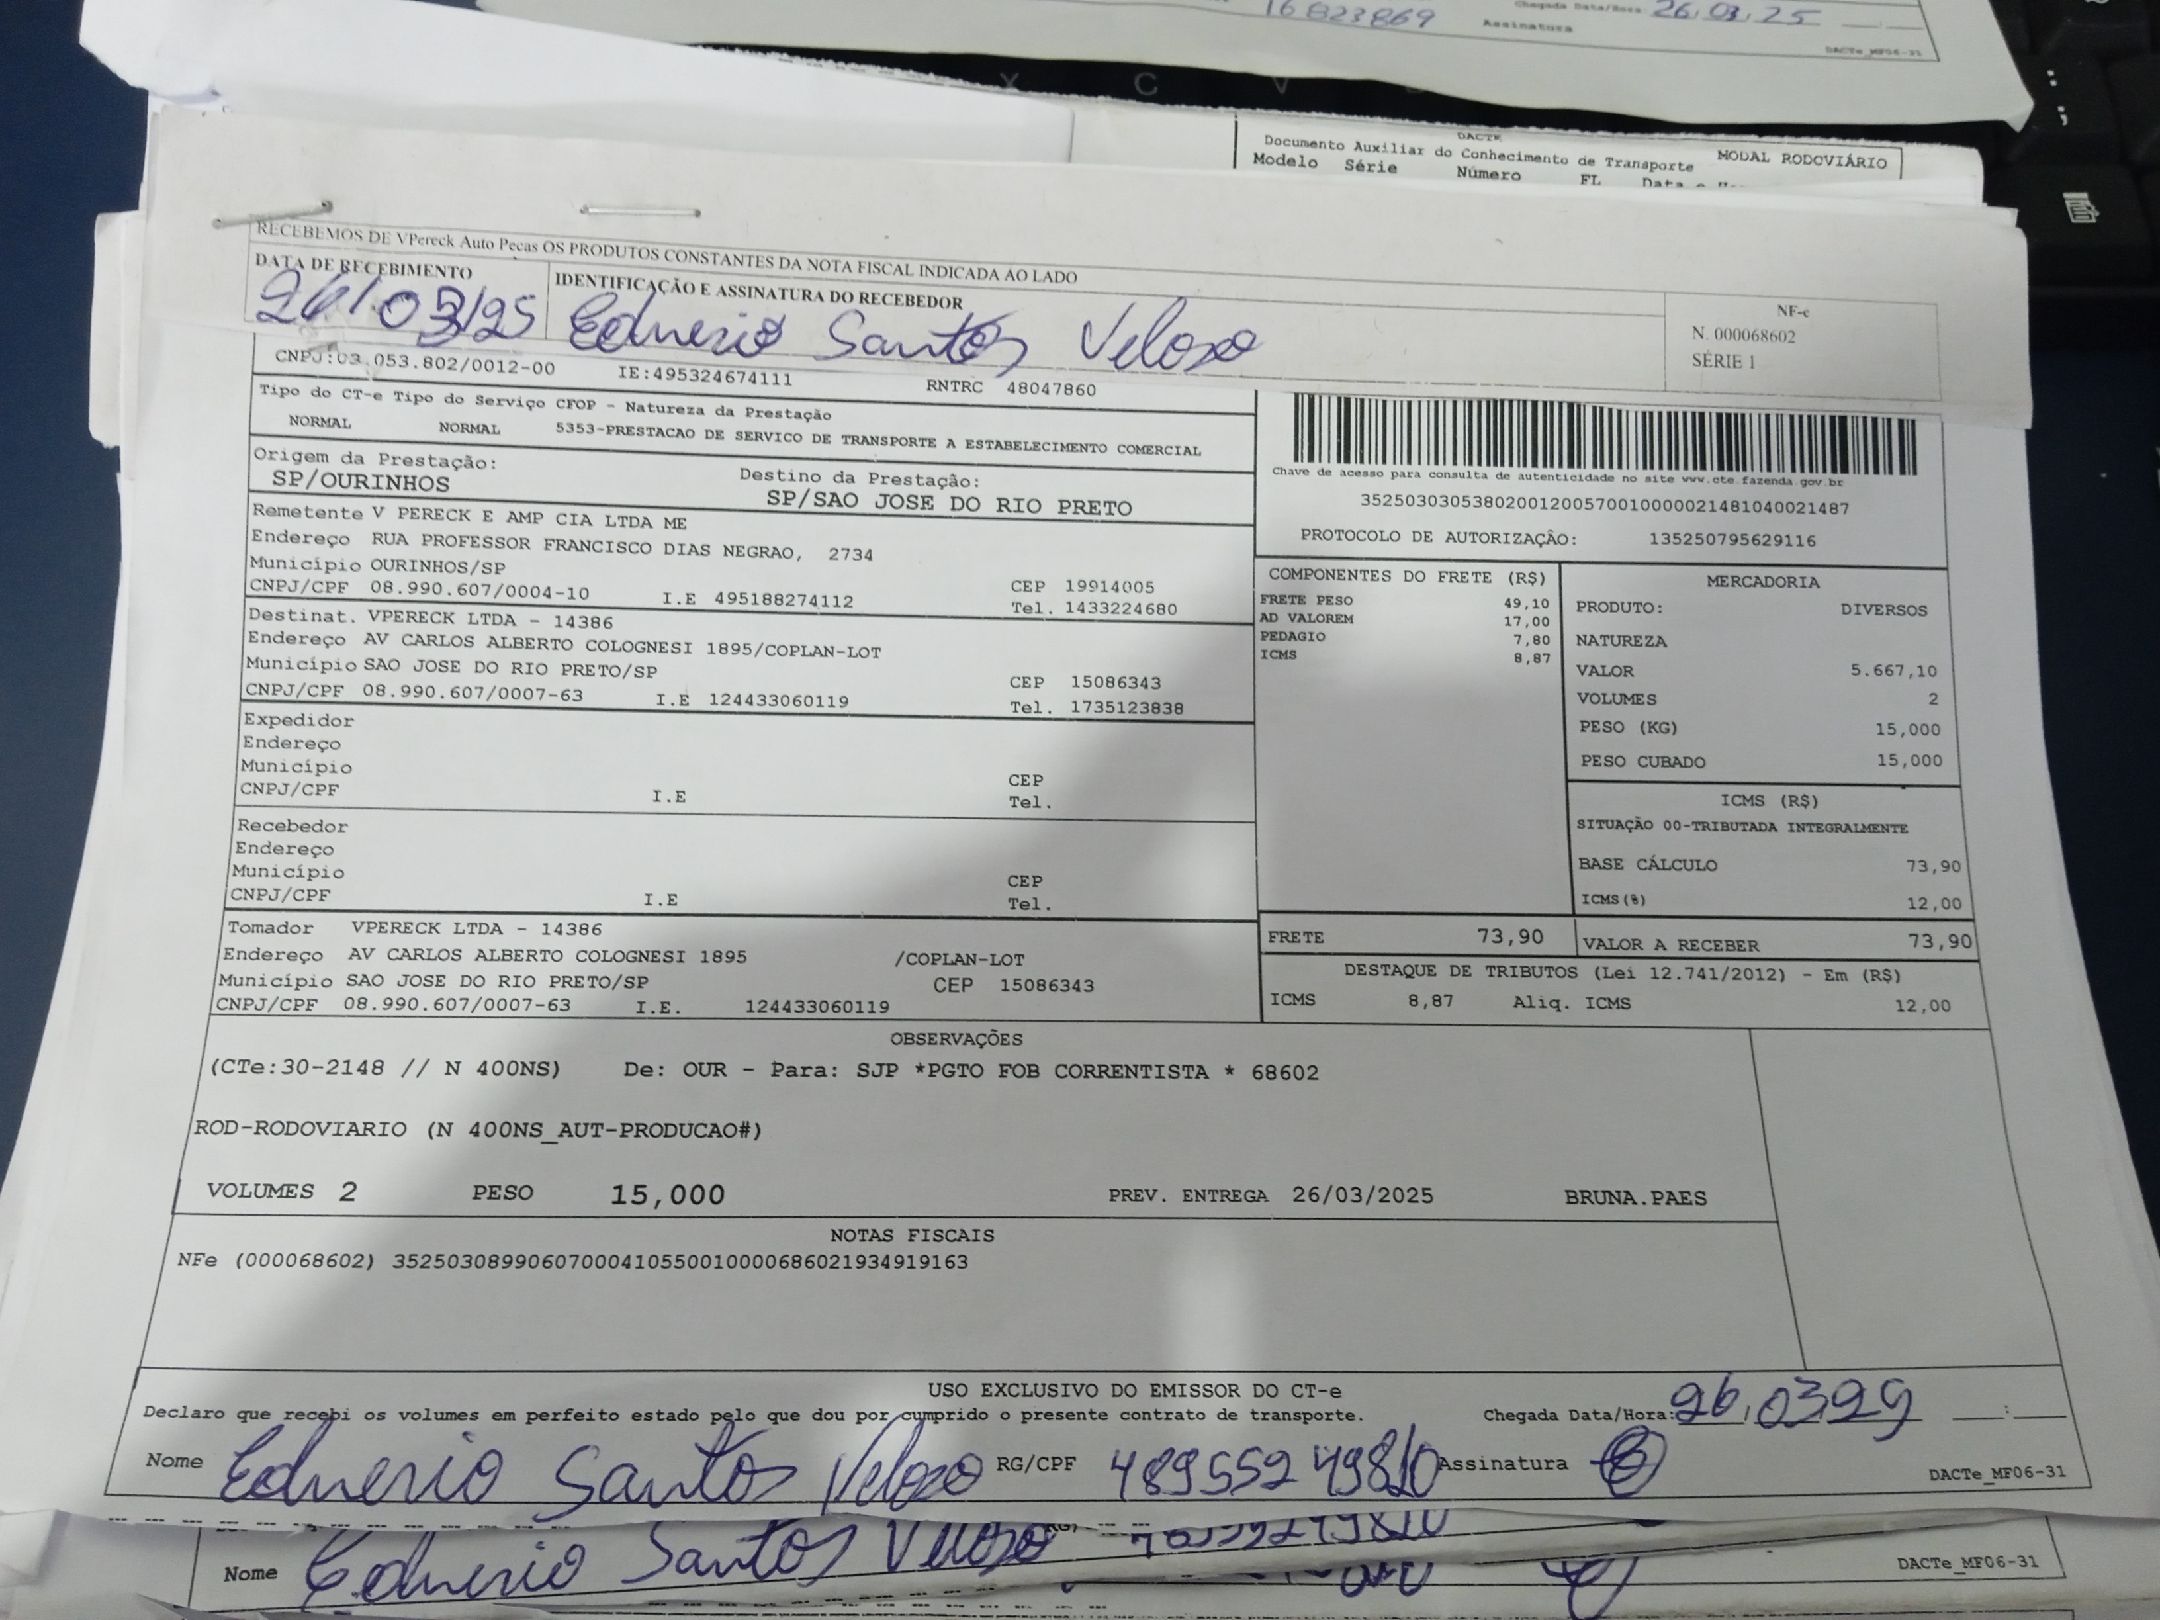 16823869 Chegada Data/Hora 26,03,25
Assinatura
DACTe_MF06-31
X C V
DACTE
Documento Auxiliar do Conhecimento de Transporte MODAL RODOVIÁRIO
Modelo Série Número FL
RECEBEMOS DE VPereck Auto Pecas OS PRODUTOS CONSTANTES DA NOTA FISCAL INDICADA AO LADO
DATA DE RECEBIMENTO IDENTIFICAÇÃO E ASSINATURA DO RECEBEDOR
26/03/25 Ednerio Santos Veloso
NF-e
N. 000068602
SÉRIE 1
CNPJ:03.053.802/0012-00 IE:495324674111 RNTRC 48047860
Tipo do CT-e Tipo do Serviço CFOP - Natureza da Prestação
NORMAL NORMAL 5353-PRESTACAO DE SERVICO DE TRANSPORTE A ESTABELECIMENTO COMERCIAL
Origem da Prestação: Destino da Prestação:
SP/OURINHOS SP/SAO JOSE DO RIO PRETO
Chave de acesso para consulta de autenticidade no site www.cte.fazenda.gov.br
35250303053802001200570010000021481040021487
PROTOCOLO DE AUTORIZAÇÃO: 135250795629116
Remetente V PERECK E AMP CIA LTDA ME
Endereço RUA PROFESSOR FRANCISCO DIAS NEGRAO, 2734
Município OURINHOS/SP CEP 19914005
CNPJ/CPF 08.990.607/0004-10 I.E 495188274112 Tel. 1433224680
Destinat. VPERECK LTDA - 14386
Endereço AV CARLOS ALBERTO COLOGNESI 1895/COPLAN-LOT
Município SAO JOSE DO RIO PRETO/SP CEP 15086343
CNPJ/CPF 08.990.607/0007-63 I.E 124433060119 Tel. 1735123838
Expedidor
Endereço
Município CEP
CNPJ/CPF I.E Tel.
Recebedor
Endereço
Município CEP
CNPJ/CPF I.E Tel.
Tomador VPERECK LTDA - 14386
Endereço AV CARLOS ALBERTO COLOGNESI 1895 /COPLAN-LOT
Município SAO JOSE DO RIO PRETO/SP CEP 15086343
CNPJ/CPF 08.990.607/0007-63 I.E. 124433060119
COMPONENTES DO FRETE (R$)
FRETE PESO 49,10
AD VALOREM 17,00
PEDAGIO 7,80
ICMS 8,87
MERCADORIA
PRODUTO: DIVERSOS
NATUREZA
VALOR 5.667,10
VOLUMES 2
PESO (KG) 15,000
PESO CUBADO 15,000
ICMS (R$)
SITUAÇÃO 00-TRIBUTADA INTEGRALMENTE
BASE CÁLCULO 73,90
ICMS(%) 12,00
FRETE 73,90 VALOR A RECEBER 73,90
DESTAQUE DE TRIBUTOS (Lei 12.741/2012) - Em (R$)
ICMS 8,87 Aliq. ICMS 12,00
OBSERVAÇÕES
(CTe:30-2148 // N 400NS) De: OUR - Para: SJP *PGTO FOB CORRENTISTA * 68602
ROD-RODOVIARIO (N 400NS_AUT-PRODUCAO#)
VOLUMES 2 PESO 15,000 PREV. ENTREGA 26/03/2025 BRUNA.PAES
NOTAS FISCAIS
NFe (000068602) 35250308990607000410550010000686021934919163
USO EXCLUSIVO DO EMISSOR DO CT-e
Declaro que recebi os volumes em perfeito estado pelo que dou por cumprido o presente contrato de transporte. Chegada Data/Hora: 26,03,25 __:__
Nome Ednerio Santos Veloso RG/CPF 48955249810 Assinatura
DACTe_MF06-31
Nome Ednerio Santos Veloso
DACTe_MF06-31